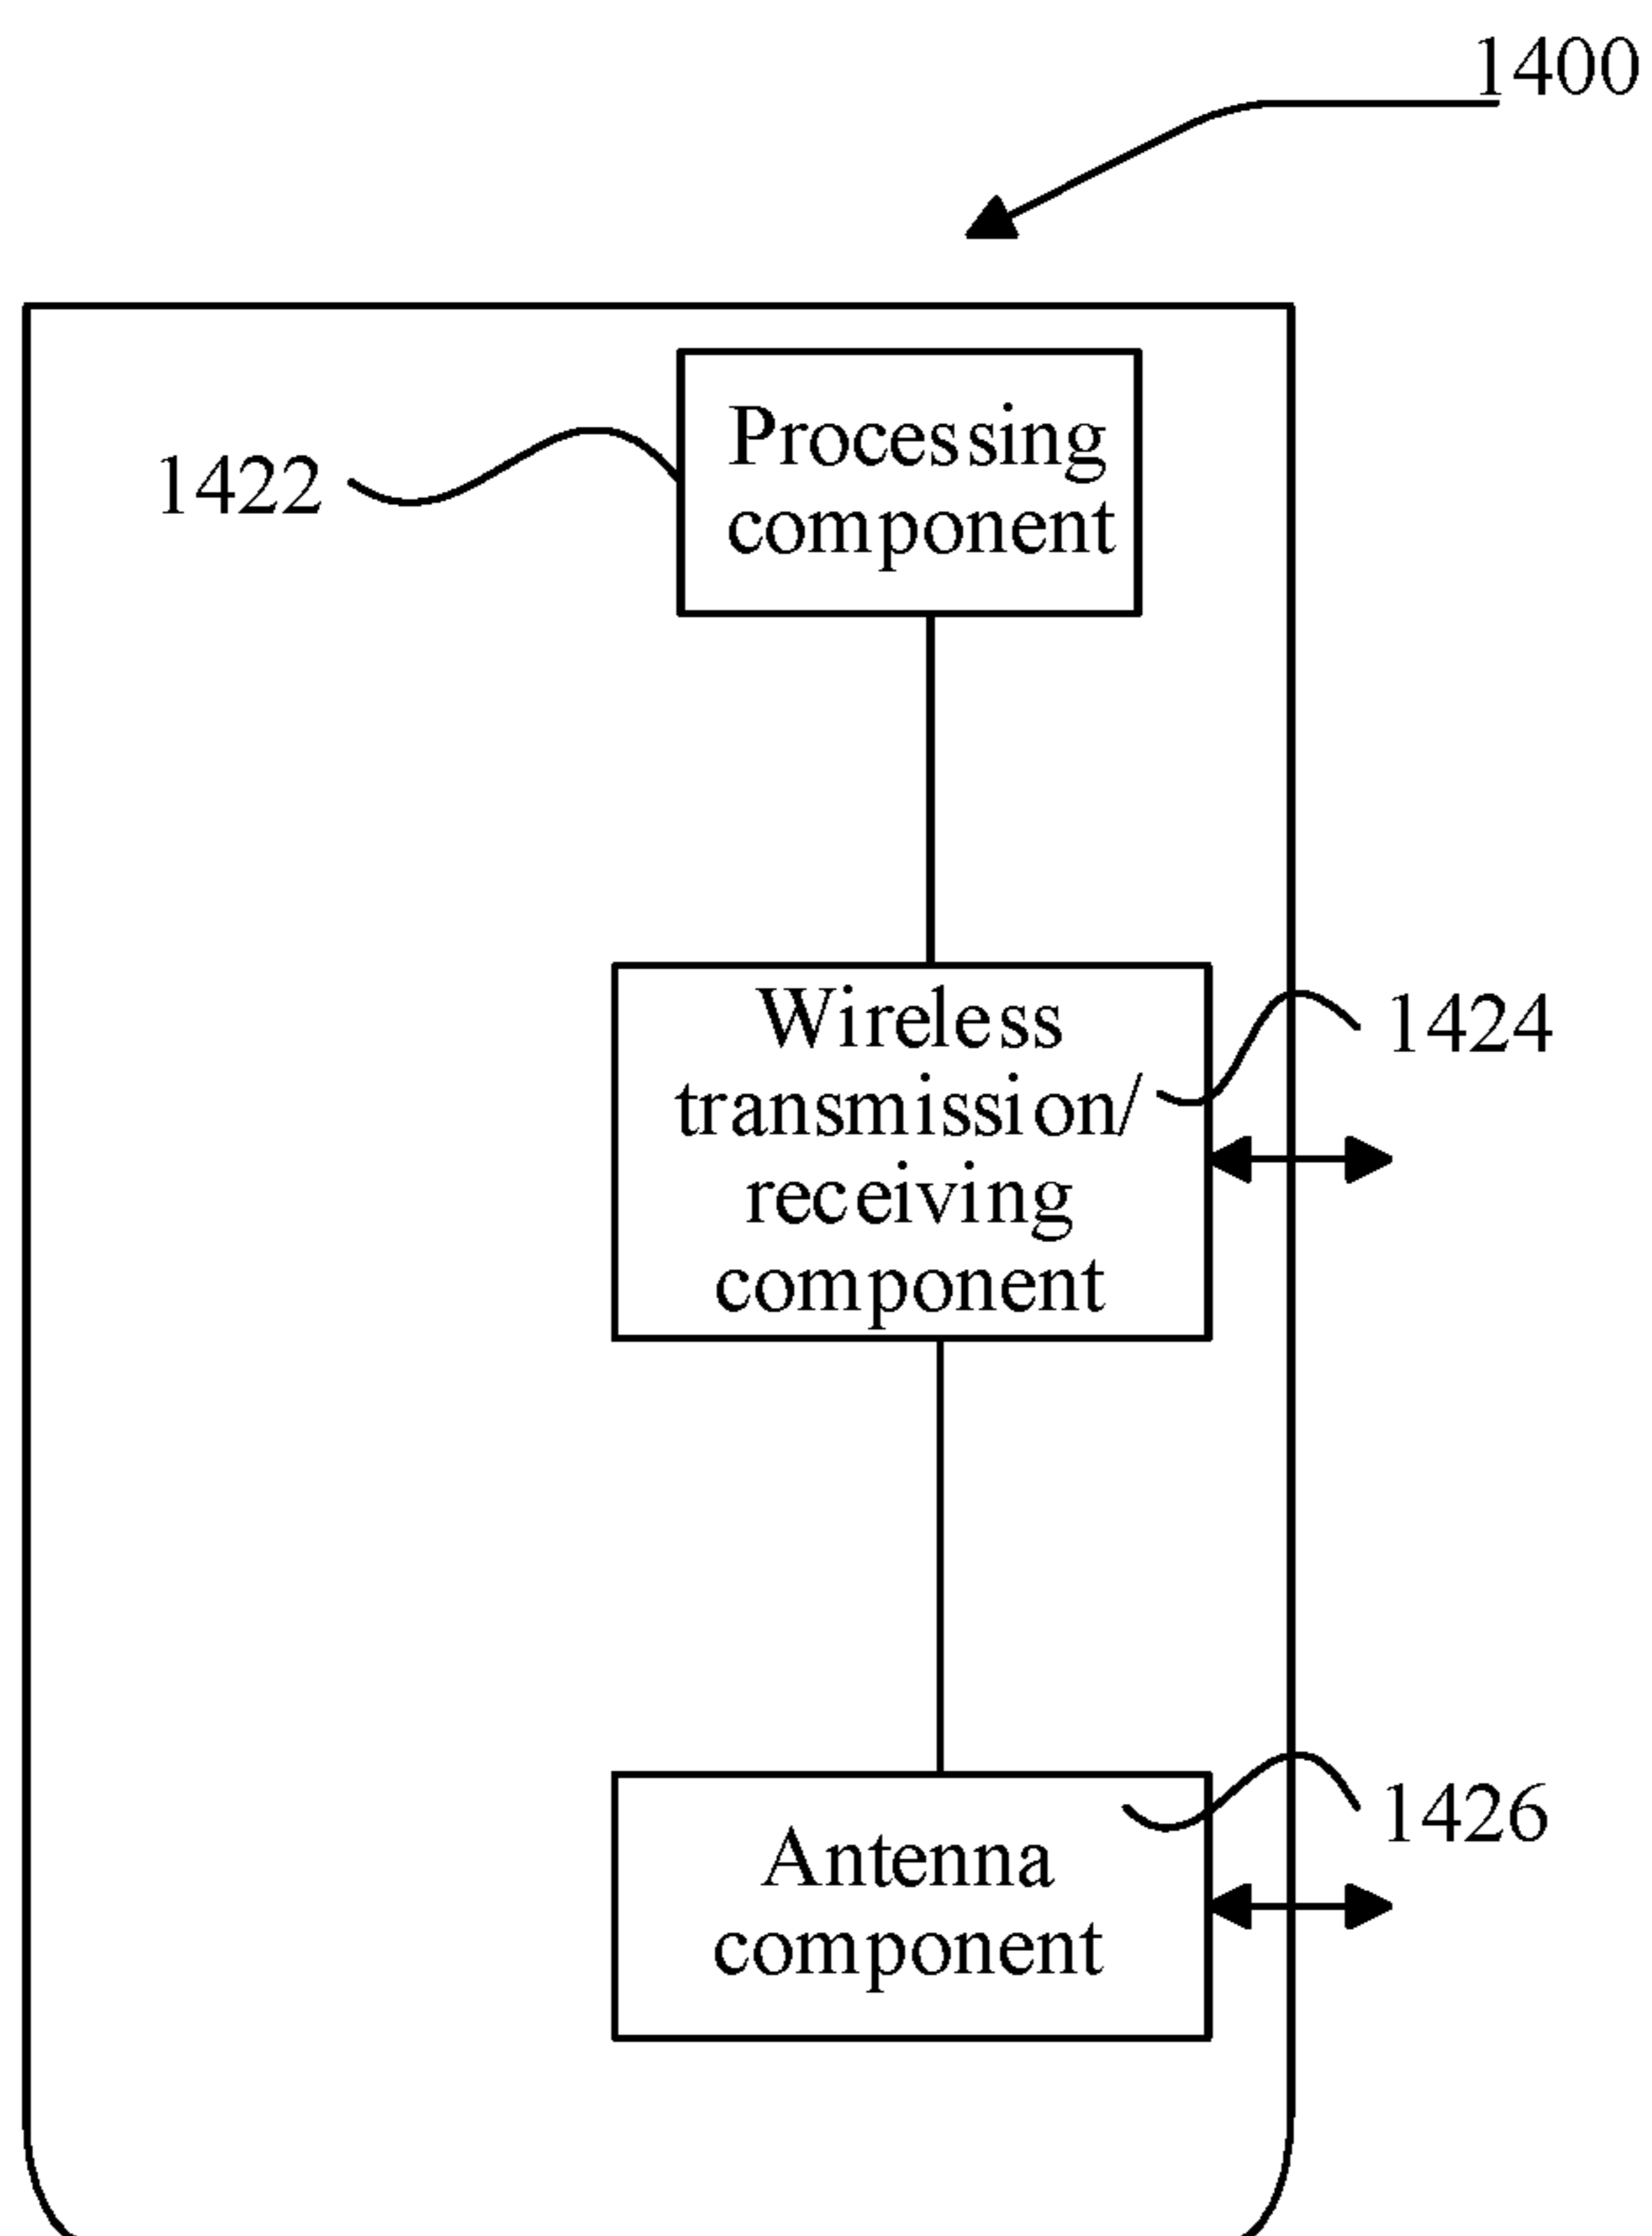 1400
Processing
component
1422
Wireless
transmission/
receiving
component
1424
1426
Antenna
component